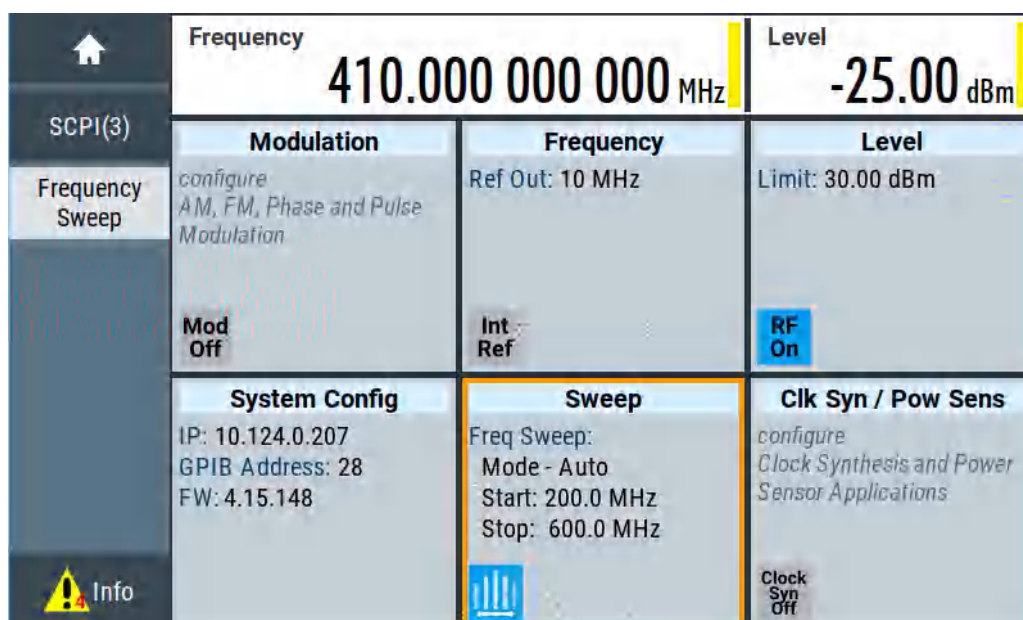 Frequency
410.000 000 000 MHz
Level
-25.00 dBm
SCPI(3)
Frequency
Sweep
Modulation
configure
AM, FM, Phase and Pulse
Modulation
Mod
Off
Frequency
Ref Out: 10 MHz
Int
Ref
Level
Limit: 30.00 dBm
RF
On
System Config
IP: 10.124.0.207
GPIB Address: 28
FW: 4.15.148
Sweep
Freq Sweep:
Mode - Auto
Start: 200.0 MHz
Stop: 600.0 MHz
Clk Syn / Pow Sens
configure
Clock Synthesis and Power
Sensor Applications
Clock
Syn
Off
4 Info